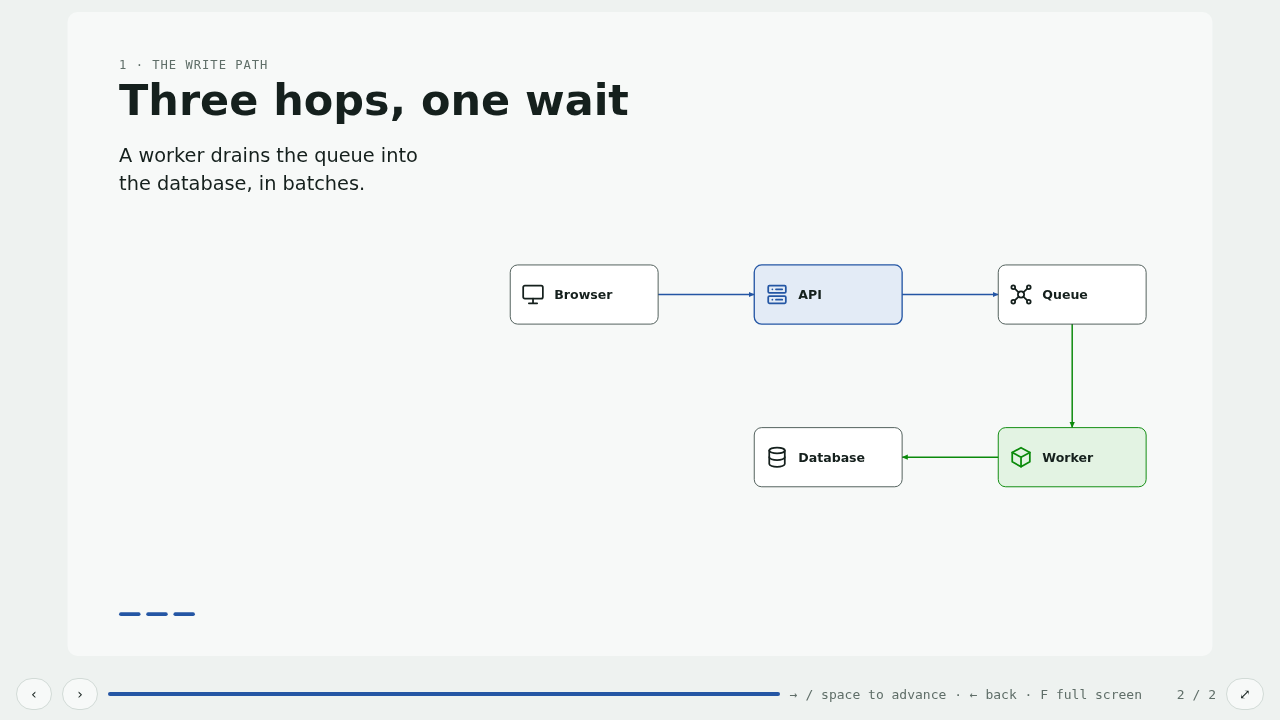 1 · THE WRITE PATH
Three hops, one wait
A worker drains the queue into
the database, in batches.
Browser
API
Queue
Database
Worker
→ / space to advance · ← back · F full screen
2 / 2